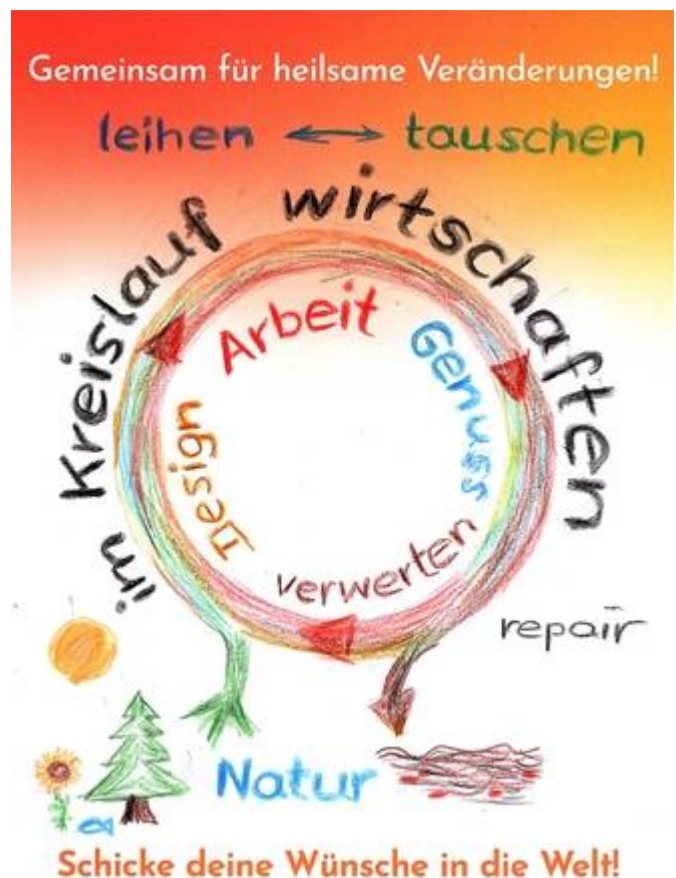 Gemeinsam für heilsame Veränderungen!
leihen ↔ tauschen
im Kreislauf wirtschaften
Arbeit
Genuss
Design
verwerten
repair
Natur
Schicke deine Wünsche in die Welt!